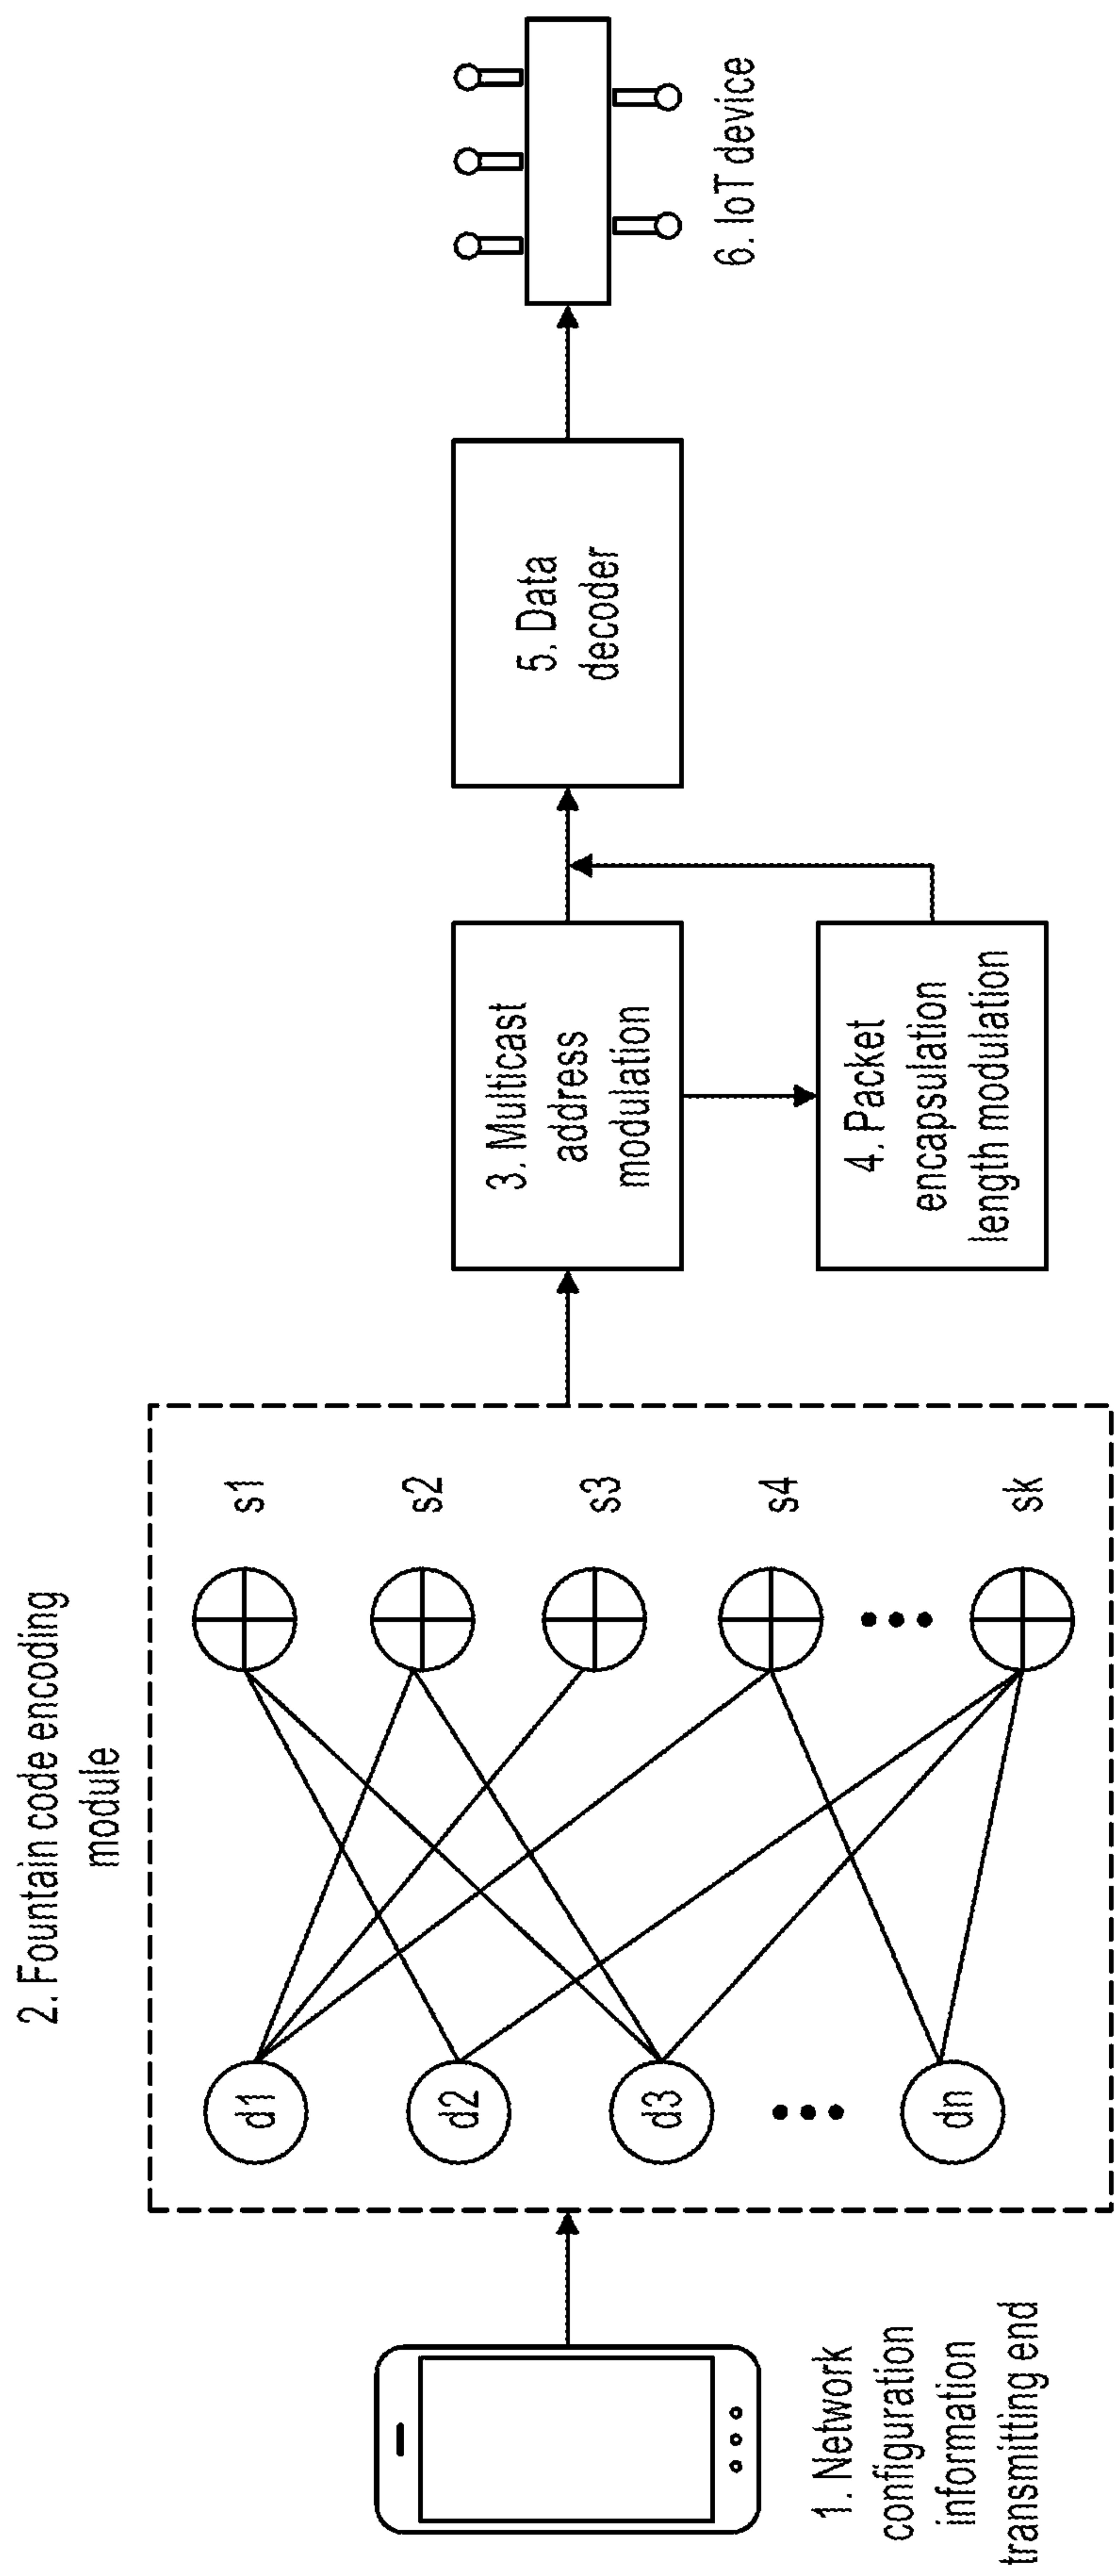 2. Fountain code encoding
module
d1
d2
d3
dn
s1
s2
s3
s4
sk
1. Network
configuration
information
transmitting end
3. Multicast
address
modulation
4. Packet
encapsulation
length modulation
5. Data
decoder
6. IoT device